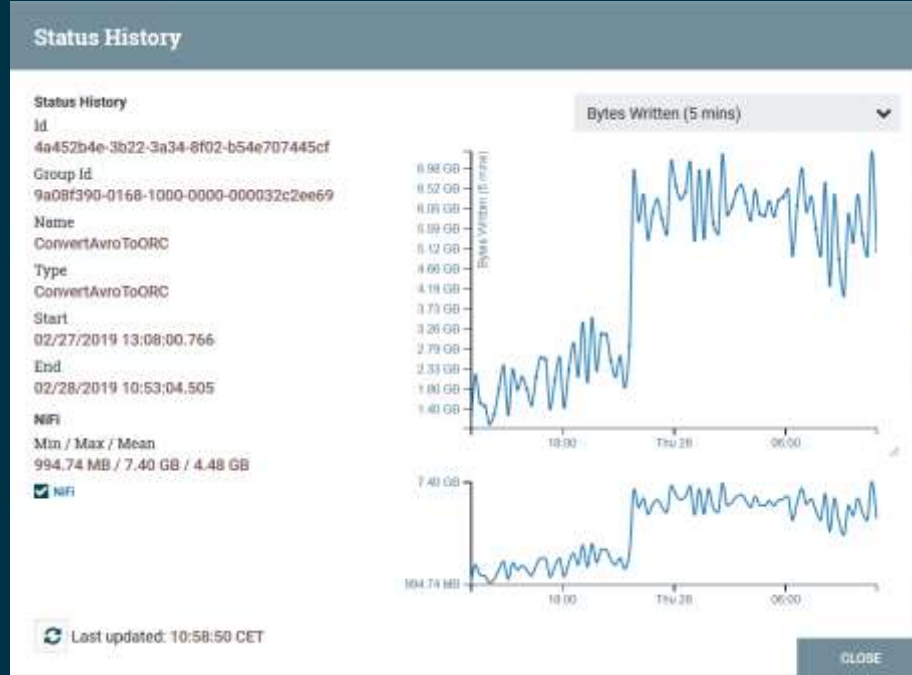 Status History
Status History
Id
4a452b4e-3b22-3a34-8f02-b54e707445cf
Group Id
9a08f390-0168-1000-0000-000032c2ee69
Name
ConvertAvroToORC
Type
ConvertAvroToORC
Start
02/27/2019 13:08:00.766
End
02/28/2019 10:53:04.505
NiFi
Min / Max / Mean
994.74 MB / 7.40 GB / 4.48 GB
NiFi
Last updated: 10:58:50 CET
Bytes Written (5 mins)
Bytes Written (5 mins)
6.98 GB
6.52 GB
6.05 GB
5.59 GB
5.12 GB
4.66 GB
4.19 GB
3.73 GB
3.26 GB
2.79 GB
2.33 GB
1.86 GB
1.40 GB
18:00
Thu 28
06:00
7.40 GB
994.74 MB
18:00
Thu 28
06:00
CLOSE